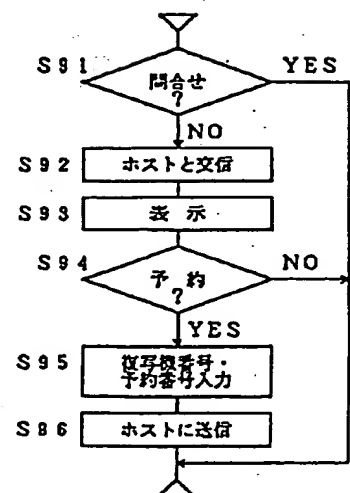 S91
問合せ
?
YES
NO
S92
ホストと交信
S93
表 示
S94
予 約
?
NO
YES
S95
複写機番号・
予約番号入力
S86
ホストに送信